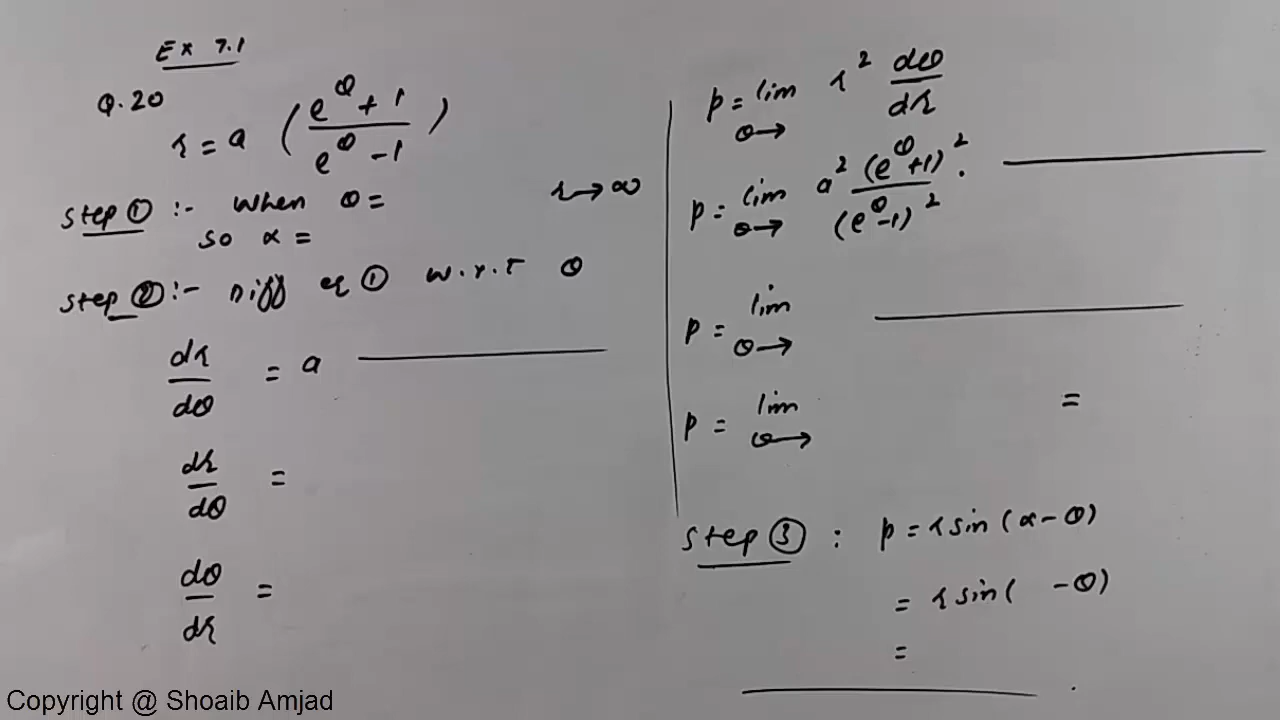 Ex 7.1
Q.20
r = a ( e^θ + 1 / e^θ - 1 )
Step ① :- When θ = r → ∞
So α =
Step ② :- Diff eq ① w.r.t θ
dr/dθ = a ————
dr/dθ =
dθ/dr =
p = lim θ→ r² dθ/dr
p = lim θ→ a² (e^θ+1)² / (e^θ-1)² · ————
p = lim θ→ ————
p = lim θ→ =
Step ③ : p = r sin (α - θ)
= r sin ( - θ)
=
Copyright @ Shoaib Amjad